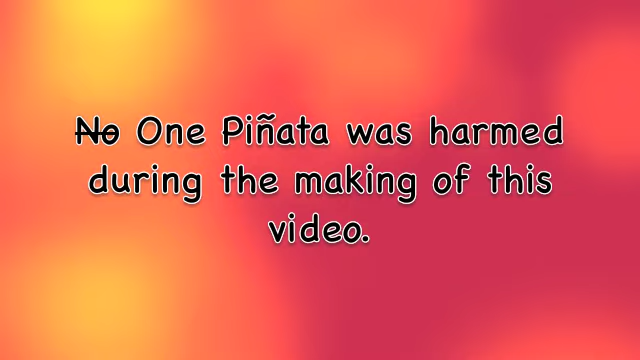 No One Piñata was harmed
during the making of this
video.